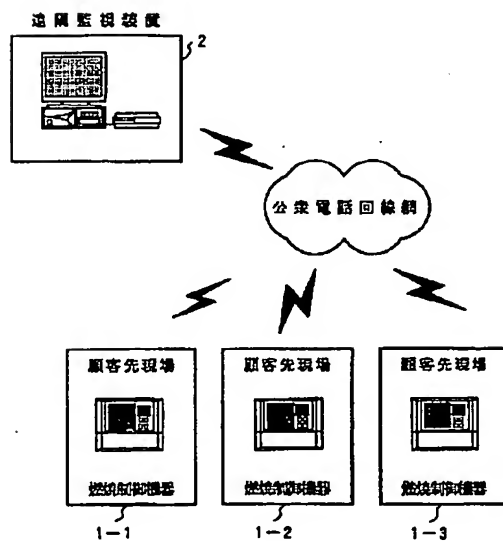 遠隔監視装置
2
公衆電話回線網
顧客先現場
顧客先現場
顧客先現場
燃焼制御機器
燃焼制御機器
燃焼制御機器
1-1
1-2
1-3